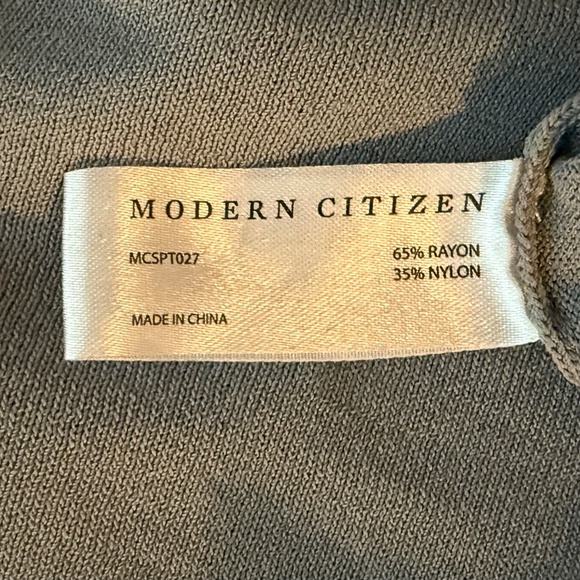 MODERN CITIZEN
MCSPT027
65% RAYON
35% NYLON
MADE IN CHINA